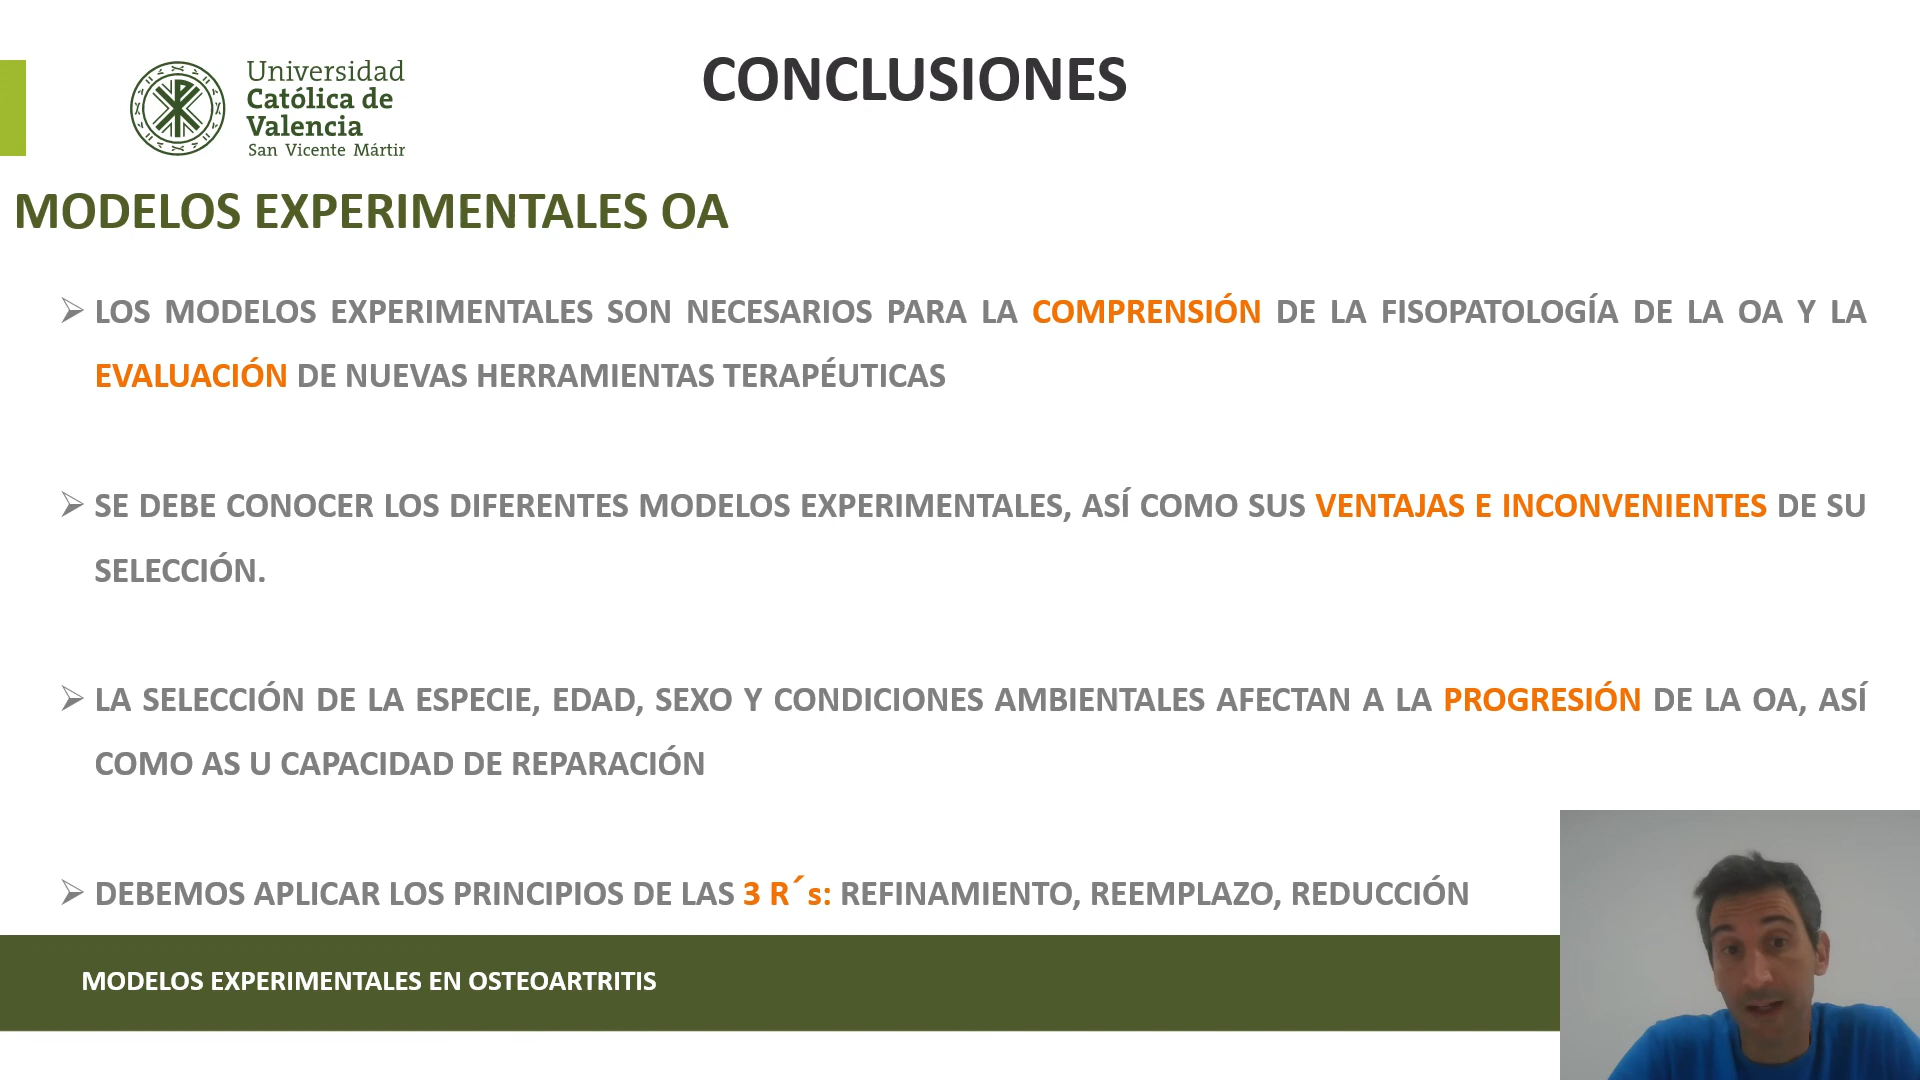 Universidad
Católica de
Valencia
San Vicente Mártir
CONCLUSIONES
MODELOS EXPERIMENTALES OA
➢ LOS MODELOS EXPERIMENTALES SON NECESARIOS PARA LA COMPRENSIÓN DE LA FISOPATOLOGÍA DE LA OA Y LA
EVALUACIÓN DE NUEVAS HERRAMIENTAS TERAPÉUTICAS
➢ SE DEBE CONOCER LOS DIFERENTES MODELOS EXPERIMENTALES, ASÍ COMO SUS VENTAJAS E INCONVENIENTES DE SU
SELECCIÓN.
➢ LA SELECCIÓN DE LA ESPECIE, EDAD, SEXO Y CONDICIONES AMBIENTALES AFECTAN A LA PROGRESIÓN DE LA OA, ASÍ
COMO AS U CAPACIDAD DE REPARACIÓN
➢ DEBEMOS APLICAR LOS PRINCIPIOS DE LAS 3 R´s: REFINAMIENTO, REEMPLAZO, REDUCCIÓN
MODELOS EXPERIMENTALES EN OSTEOARTRITIS